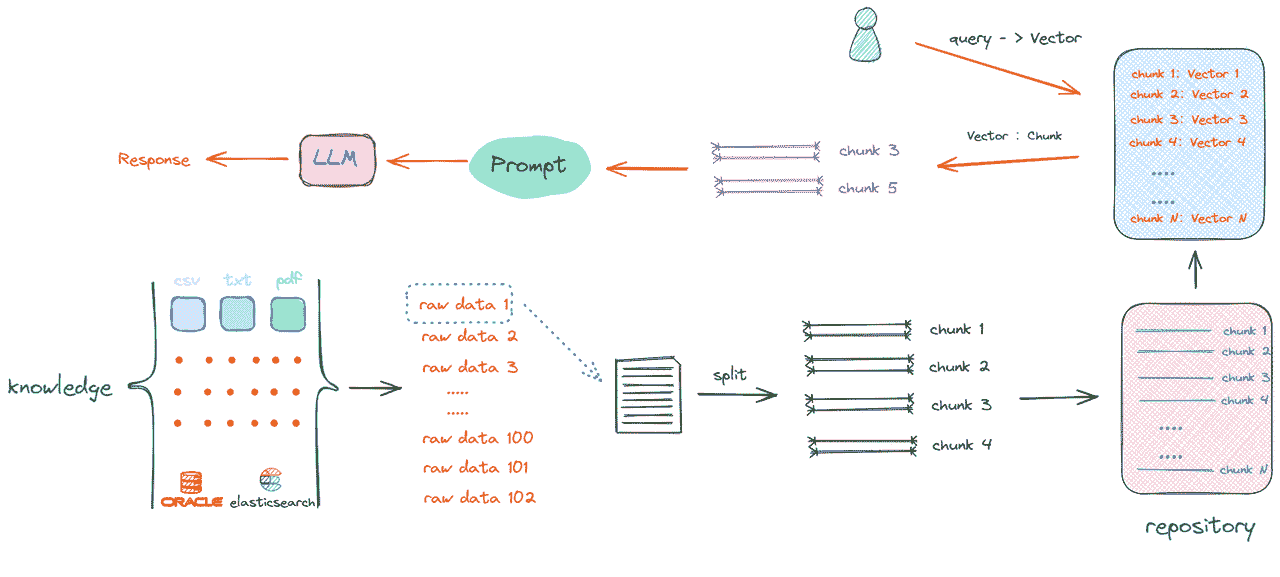 query - > Vector
chunk 1: Vector 1
chunk 2: Vector 2
chunk 3: Vector 3
chunk 4: Vector 4
....
....
chunk N: Vector N
Vector : Chunk
chunk 3
chunk 5
Prompt
LLM
Response
knowledge
csv txt pdf
ORACLE
elasticsearch
raw data 1
raw data 2
raw data 3
.....
.....
raw data 100
raw data 101
raw data 102
split
chunk 1
chunk 2
chunk 3
chunk 4
chunk 1
chunk 2
chunk 3
chunk 4
....
....
chunk N
repository